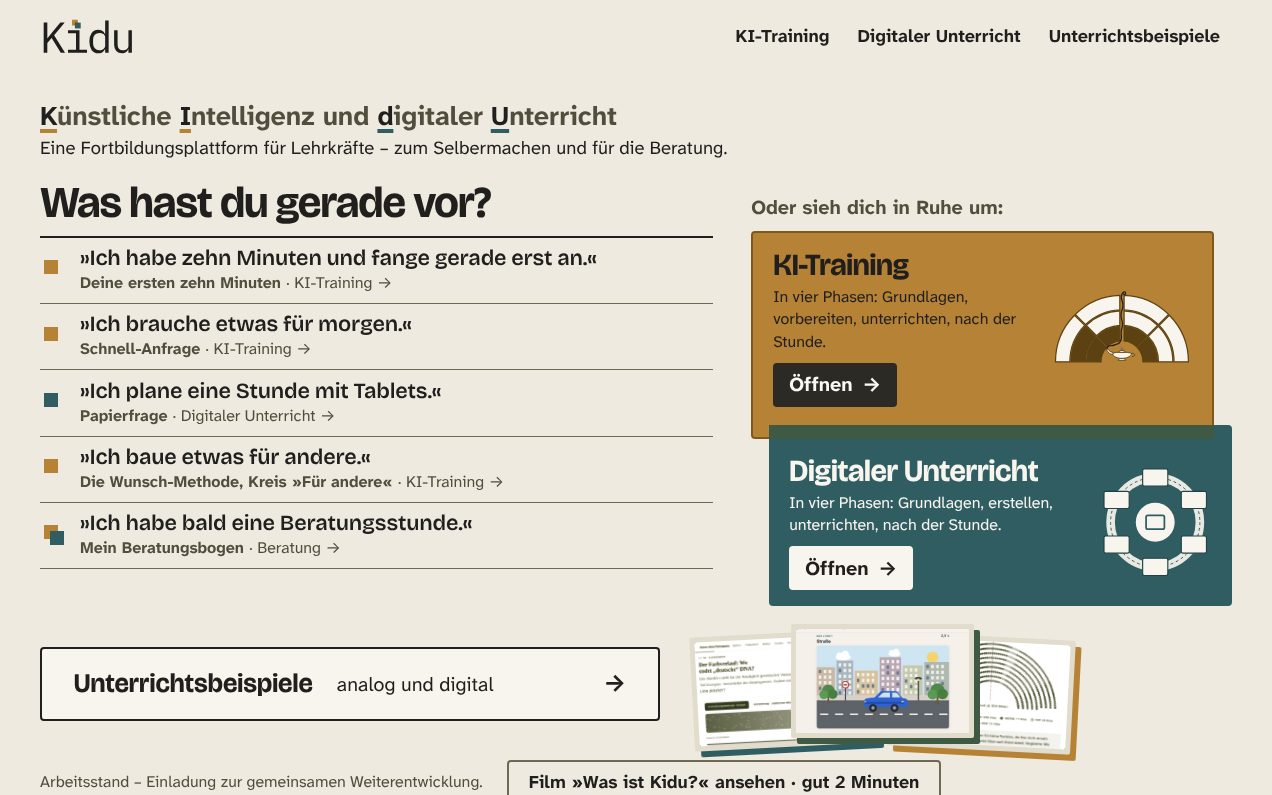 Kidu
KI-Training
Digitaler Unterricht
Unterrichtsbeispiele
Künstliche Intelligenz und digitaler Unterricht
Eine Fortbildungsplattform für Lehrkräfte – zum Selbermachen und für die Beratung.
Was hast du gerade vor?
»Ich habe zehn Minuten und fange gerade erst an.«
Deine ersten zehn Minuten · KI-Training →
»Ich brauche etwas für morgen.«
Schnell-Anfrage · KI-Training →
»Ich plane eine Stunde mit Tablets.«
Papierfrage · Digitaler Unterricht →
»Ich baue etwas für andere.«
Die Wunsch-Methode, Kreis »Für andere« · KI-Training →
»Ich habe bald eine Beratungsstunde.«
Mein Beratungsbogen · Beratung →
Oder sieh dich in Ruhe um:
KI-Training
In vier Phasen: Grundlagen,
vorbereiten, unterrichten, nach der
Stunde.
Öffnen →
Digitaler Unterricht
In vier Phasen: Grundlagen, erstellen,
unterrichten, nach der Stunde.
Öffnen →
Unterrichtsbeispiele analog und digital →
Straße
Arbeitsstand – Einladung zur gemeinsamen Weiterentwicklung.
Film »Was ist Kidu?« ansehen · gut 2 Minuten